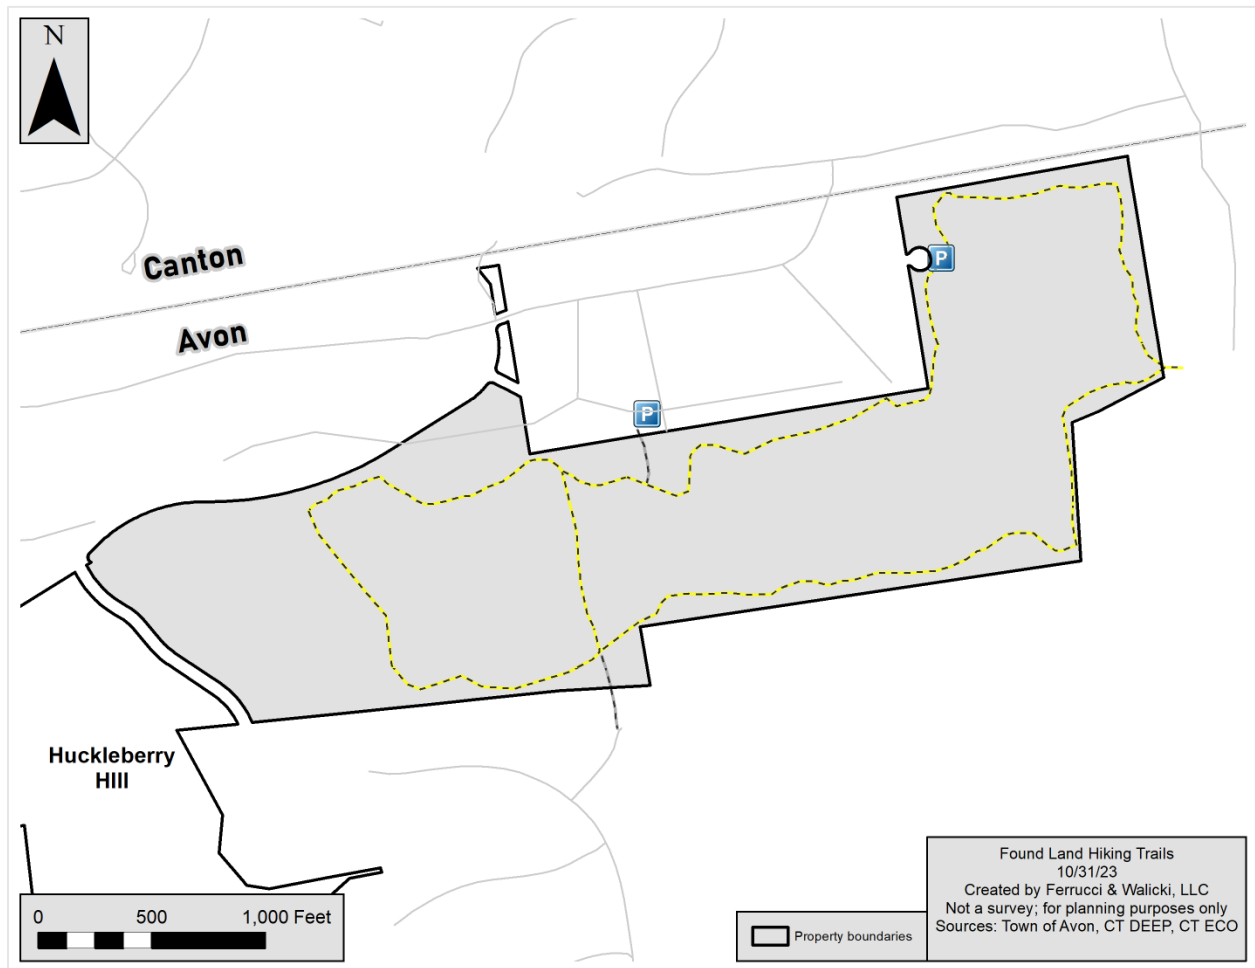 N
Canton
Avon
P
P
Huckleberry
HIll
0 500 1,000 Feet
Property boundaries
Found Land Hiking Trails
10/31/23
Created by Ferrucci & Walicki, LLC
Not a survey; for planning purposes only
Sources: Town of Avon, CT DEEP, CT ECO